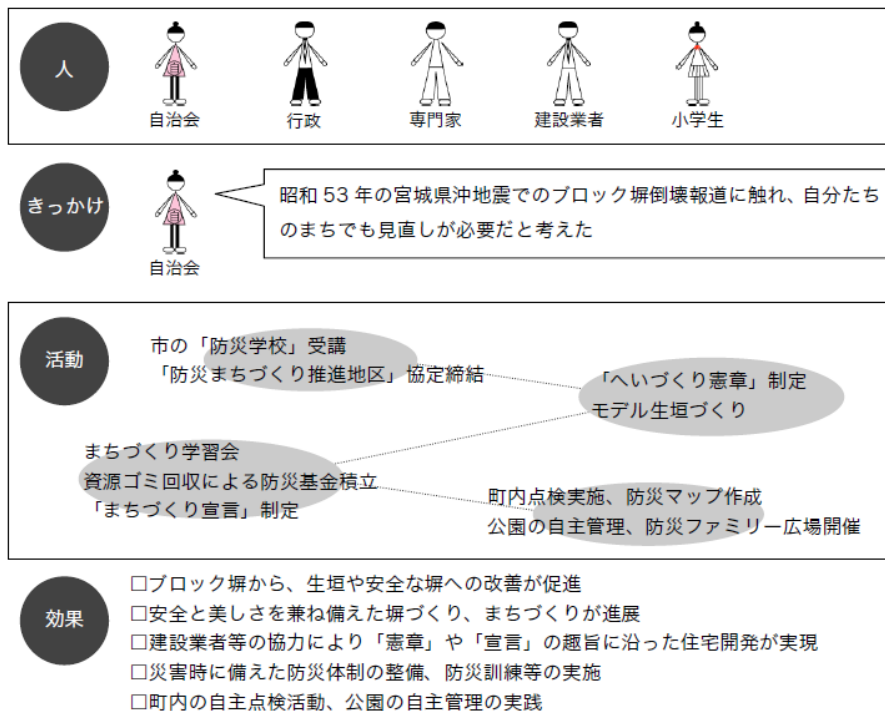 人
自治会
行政
専門家
建設業者
小学生
きっかけ
自治会
昭和 53 年の宮城県沖地震でのブロック塀倒壊報道に触れ、自分たち
のまちでも見直しが必要だと考えた
活動
市の「防災学校」受講
「防災まちづくり推進地区」協定締結
「へいづくり憲章」制定
モデル生垣づくり
まちづくり学習会
資源ゴミ回収による防災基金積立
「まちづくり宣言」制定
町内点検実施、防災マップ作成
公園の自主管理、防災ファミリー広場開催
効果
□ブロック塀から、生垣や安全な塀への改善が促進
□安全と美しさを兼ね備えた塀づくり、まちづくりが進展
□建設業者等の協力により「憲章」や「宣言」の趣旨に沿った住宅開発が実現
□災害時に備えた防災体制の整備、防災訓練等の実施
□町内の自主点検活動、公園の自主管理の実践